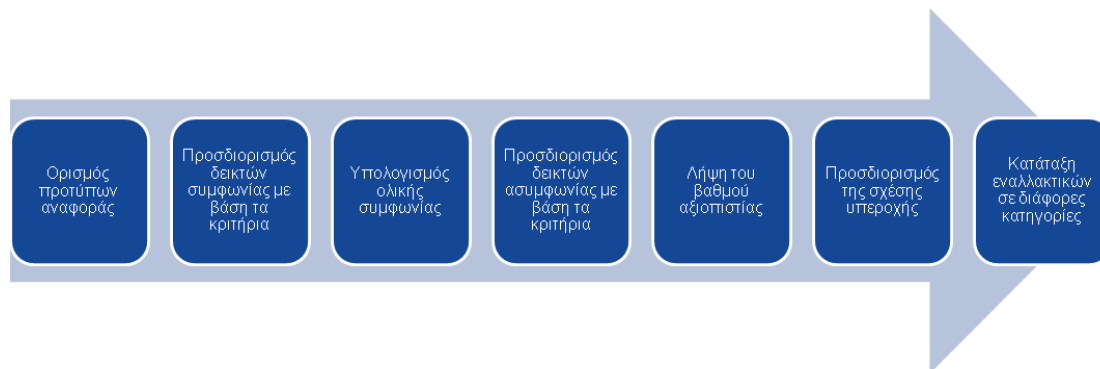 Ορισμός
προτύπων
αναφοράς
Προσδιορισμός
δεικτών
συμφωνίας με
βάση τα
κριτήρια
Υπολογισμός
ολικής
συμφωνίας
Προσδιορισμός
δεικτών
ασυμφωνίας με
βάση τα
κριτήρια
Λήψη του
βαθμού
αξιοπιστίας
Προσδιορισμός
της σχέσης
υπεροχής
Κατάταξη
εναλλακτικών
σε διάφορες
κατηγορίες